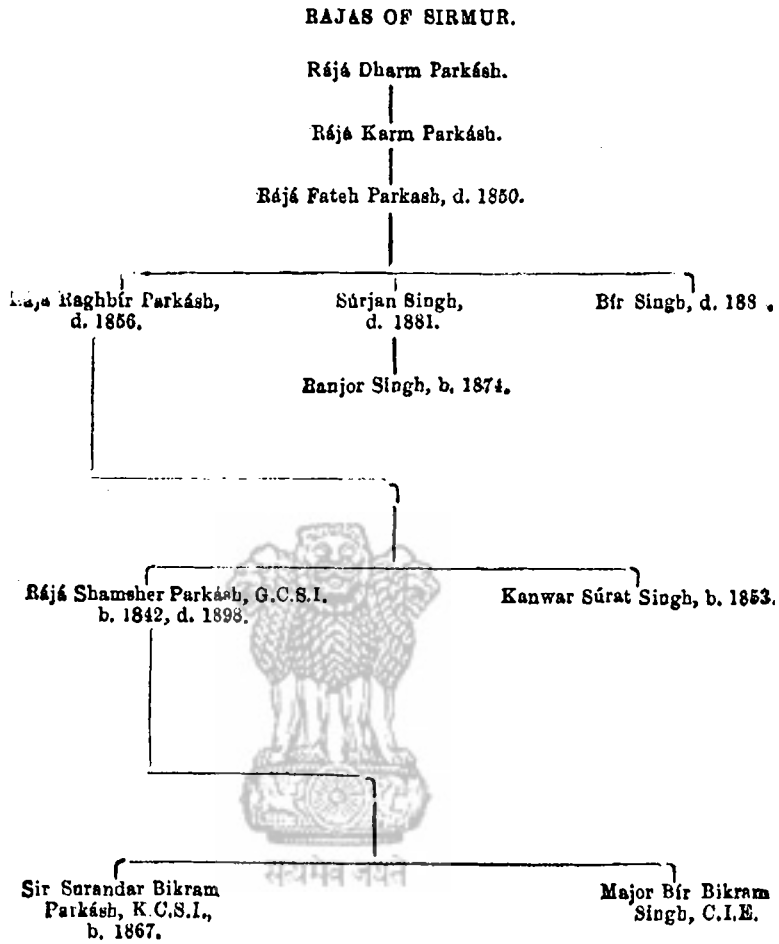 RAJAS OF SIRMUR.
Rájá Dharm Parkásh.
Rájá Karm Parkásh.
Rájá Fateh Parkash, d. 1850.
Rájá Raghbír Parkásh, Súrjan Singh, Bír Singh, d. 188 .
d. 1856. d. 1881.
Ranjor Singh, b. 1874.
Rájá Shamsher Parkásh, G.C.S.I. Kanwar Súrat Singh, b. 1853.
b. 1842, d. 1898.
सत्यमेव जयते
Sir Surandar Bikram Major Bír Bikram
Parkásh, K.C.S.I., Singh, C.I.E.
b. 1867.